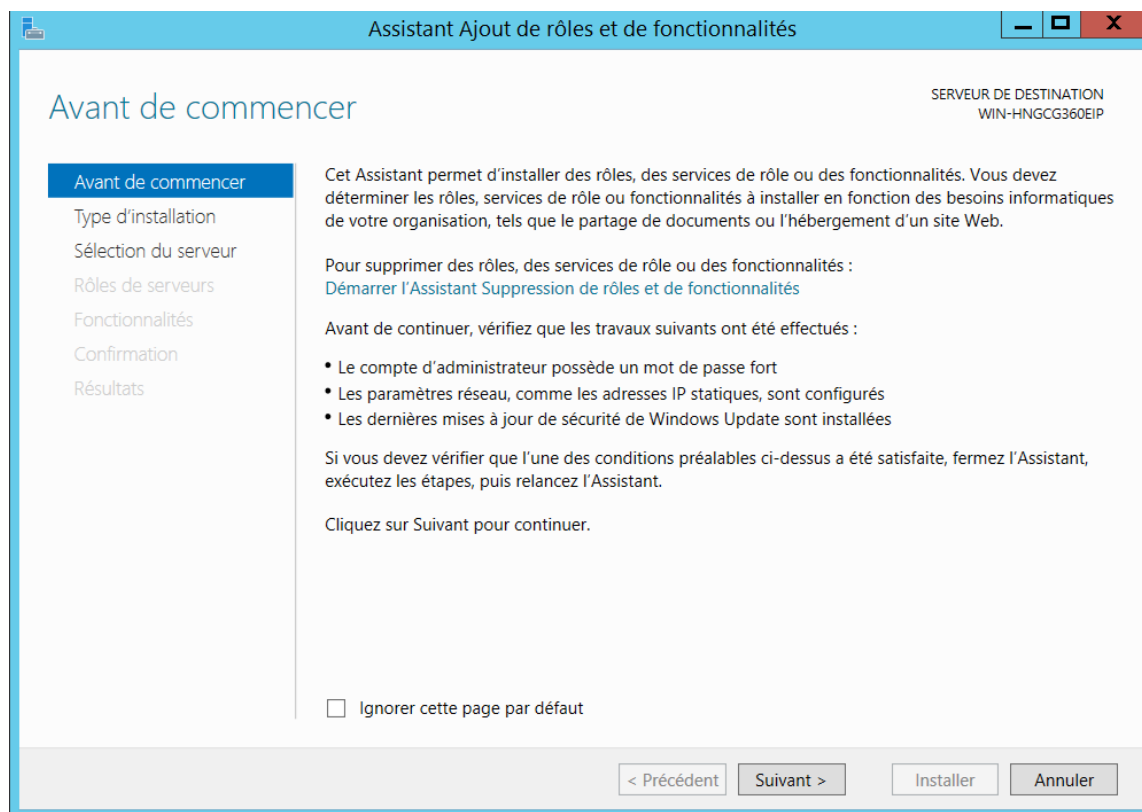 Assistant Ajout de rôles et de fonctionnalités
X
Avant de commencer
SERVEUR DE DESTINATION
WIN-HNGCG360EIP
Avant de commencer
Type d'installation
Sélection du serveur
Rôles de serveurs
Fonctionnalités
Confirmation
Résultats
Cet Assistant permet d'installer des rôles, des services de rôle ou des fonctionnalités. Vous devez
déterminer les rôles, services de rôle ou fonctionnalités à installer en fonction des besoins informatiques
de votre organisation, tels que le partage de documents ou l'hébergement d'un site Web.
Pour supprimer des rôles, des services de rôle ou des fonctionnalités :
Démarrer l'Assistant Suppression de rôles et de fonctionnalités
Avant de continuer, vérifiez que les travaux suivants ont été effectués :
• Le compte d'administrateur possède un mot de passe fort
• Les paramètres réseau, comme les adresses IP statiques, sont configurés
• Les dernières mises à jour de sécurité de Windows Update sont installées
Si vous devez vérifier que l'une des conditions préalables ci-dessus a été satisfaite, fermez l'Assistant,
exécutez les étapes, puis relancez l'Assistant.
Cliquez sur Suivant pour continuer.
Ignorer cette page par défaut
< Précédent
Suivant >
Installer
Annuler